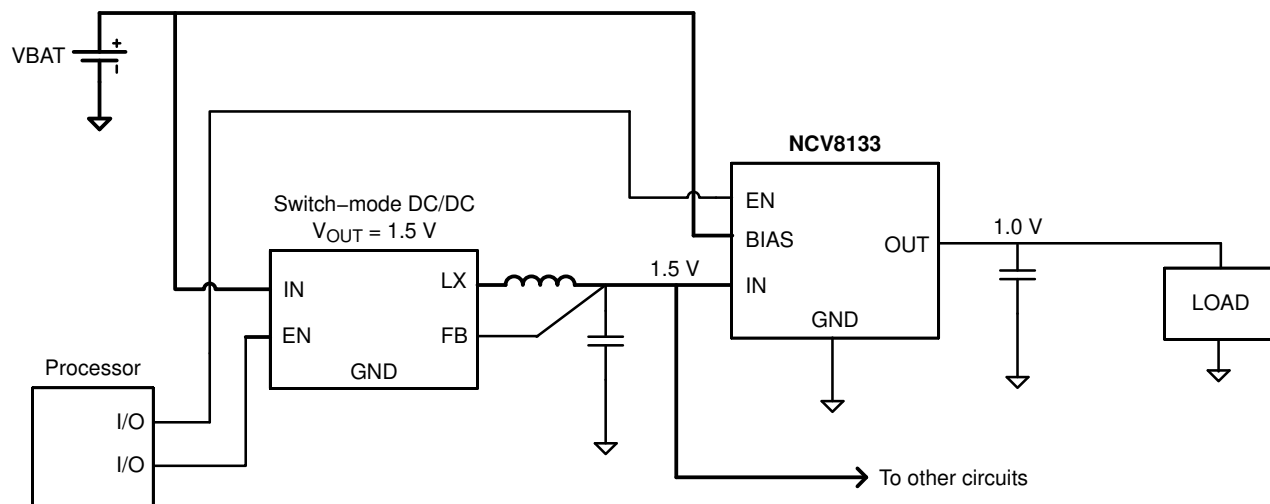 VBAT
+
NCV8133
Switch−mode DC/DC
V_OUT = 1.5 V
EN
BIAS
IN
OUT
GND
1.0 V
LOAD
1.5 V
IN
EN
LX
FB
GND
Processor
I/O
I/O
To other circuits